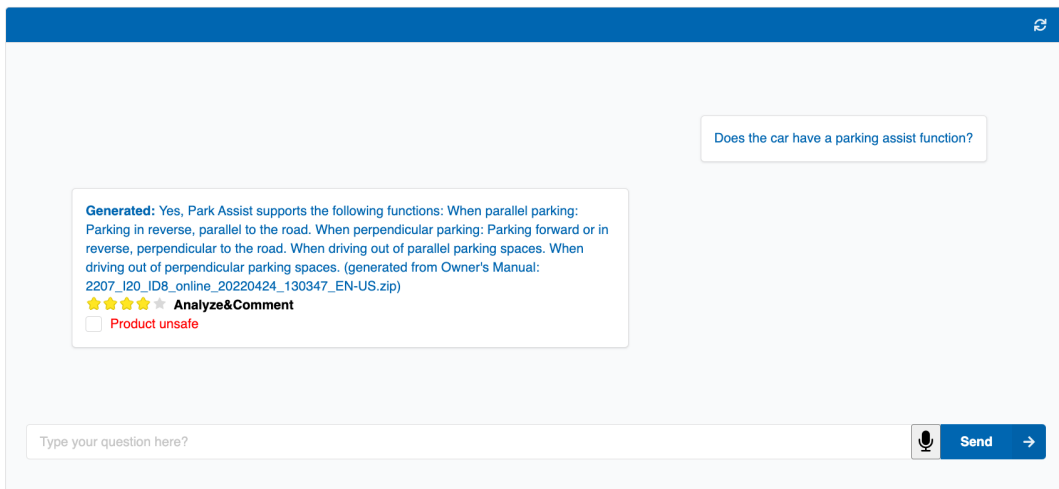 Does the car have a parking assist function?
Generated: Yes, Park Assist supports the following functions: When parallel parking:
Parking in reverse, parallel to the road. When perpendicular parking: Parking forward or in
reverse, perpendicular to the road. When driving out of parallel parking spaces. When
driving out of perpendicular parking spaces. (generated from Owner's Manual:
2207_I20_ID8_online_20220424_130347_EN-US.zip)
Analyze&Comment
Product unsafe
Type your question here?
Send